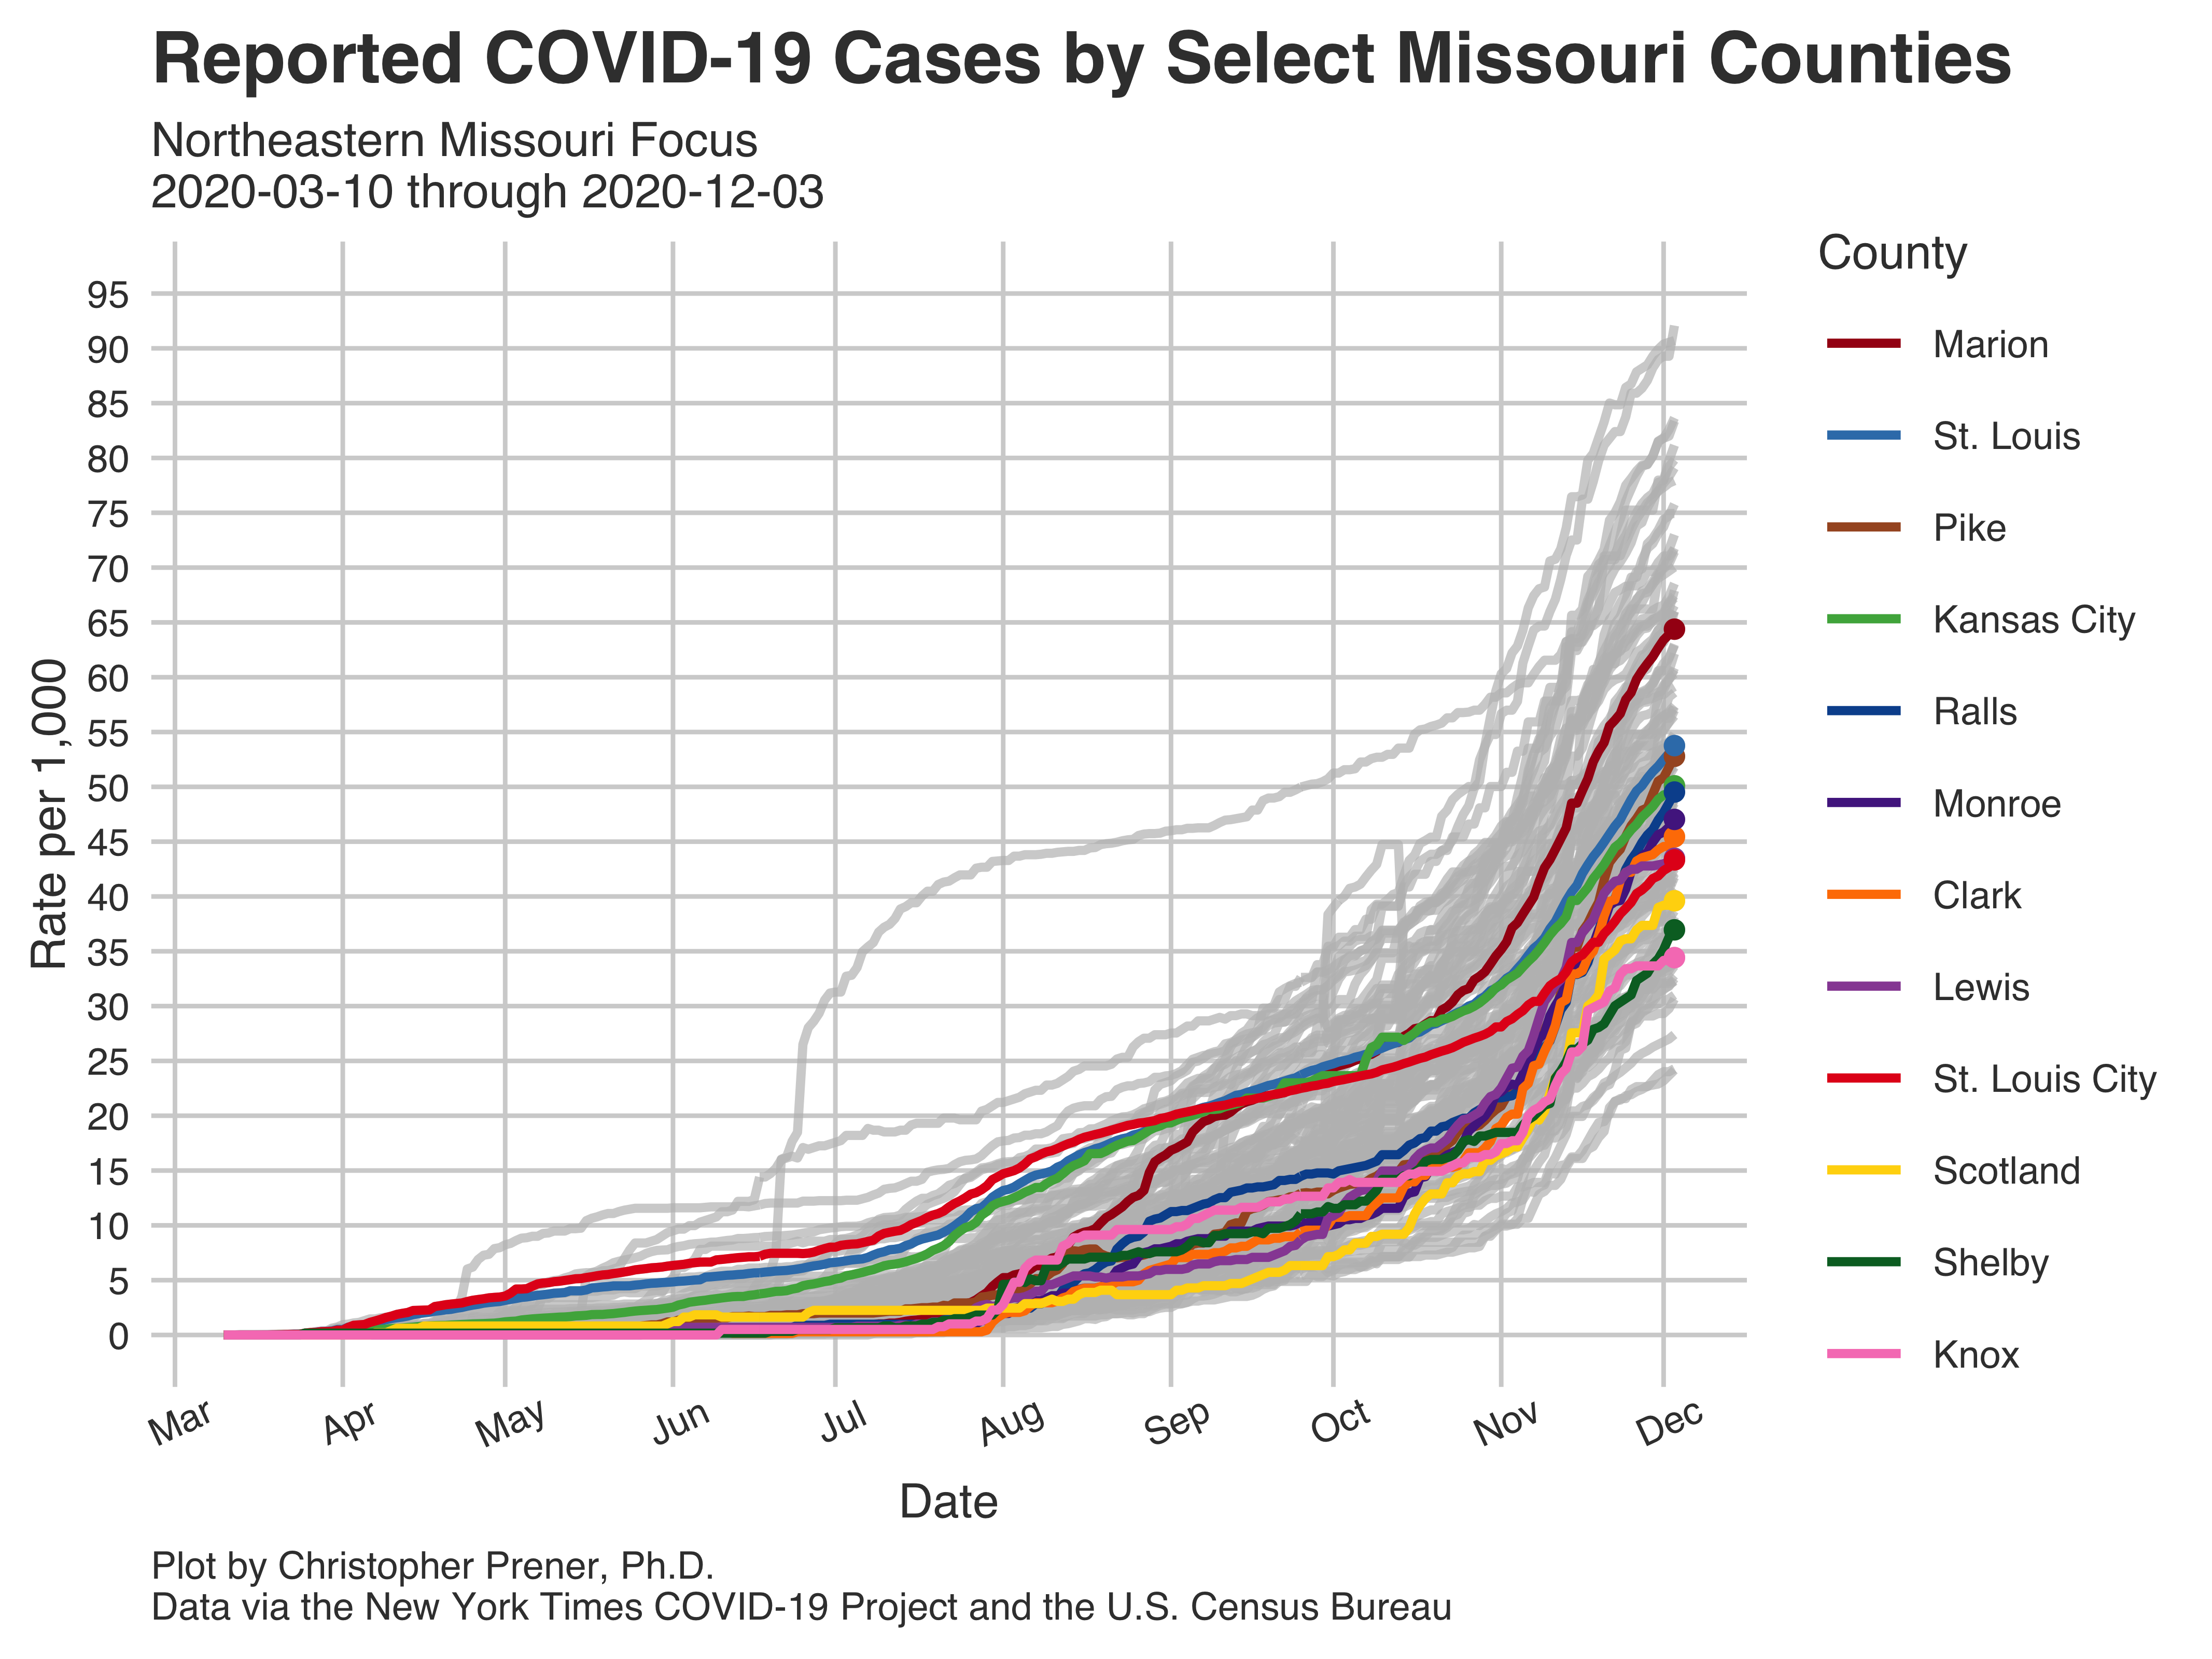 Reported COVID-19 Cases by Select Missouri Counties
Northeastern Missouri Focus
2020-03-10 through 2020-12-03
County
Marion
St. Louis
Pike
Kansas City
Ralls
Monroe
Clark
Lewis
St. Louis City
Scotland
Shelby
Knox
Rate per 1,000
95
90
85
80
75
70
65
60
55
50
45
40
35
30
25
20
15
10
5
0
Mar Apr May Jun Jul Aug Sep Oct Nov Dec
Date
Plot by Christopher Prener, Ph.D.
Data via the New York Times COVID-19 Project and the U.S. Census Bureau